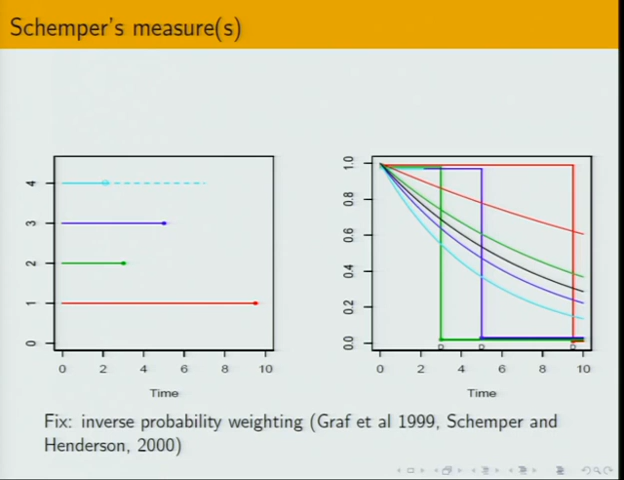 Schemper's measure(s)
4
3
2
1
0
0 2 4 6 8 10
Time
1.0
0.8
0.6
0.4
0.2
0.0
0 2 4 6 8 10
Time
Fix: inverse probability weighting (Graf et al 1999, Schemper and
Henderson, 2000)